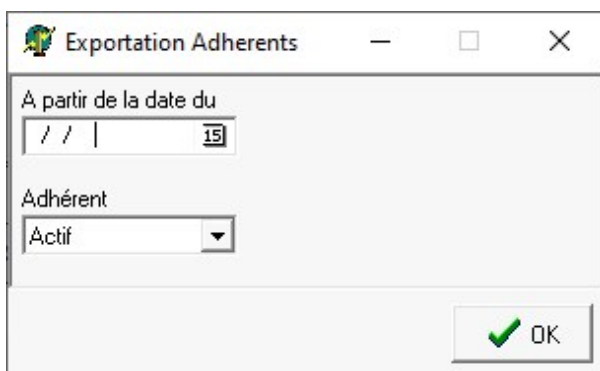 Exportation Adherents
A partir de la date du
/ /
15
Adhérent
Actif
OK